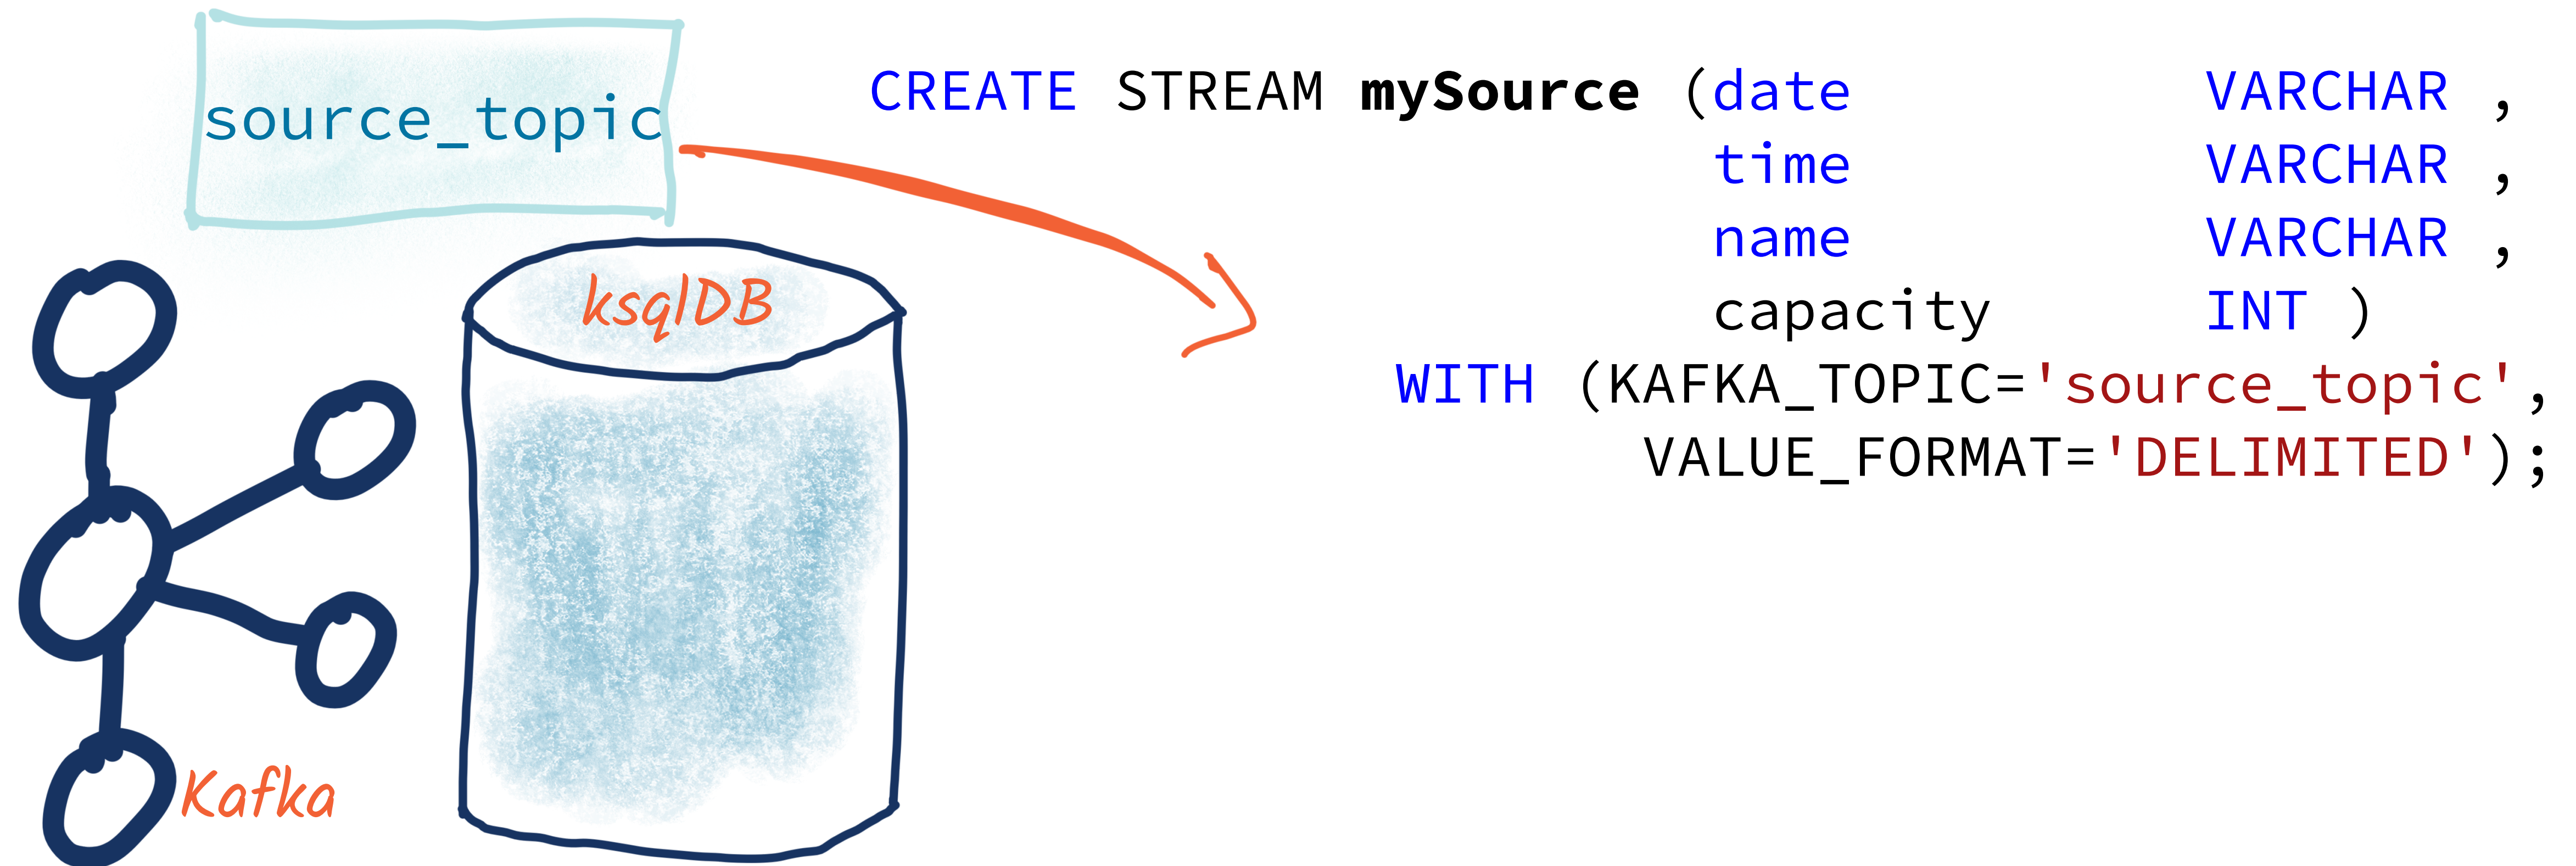 source_topic
CREATE STREAM mySource (date VARCHAR ,
time VARCHAR ,
name VARCHAR ,
capacity INT )
WITH (KAFKA_TOPIC='source_topic',
VALUE_FORMAT='DELIMITED');
ksqlDB
Kafka